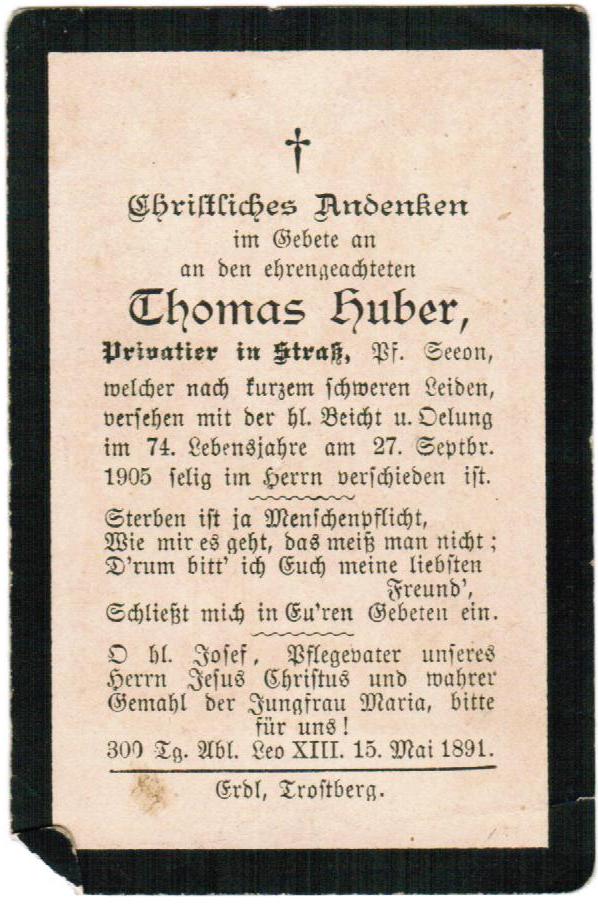 Christliches Andenken
im Gebete an
an den ehrengeachteten
Thomas Huber,
Privatier in Straß, Pf. Seeon,
welcher nach kurzem schweren Leiden,
versehen mit der hl. Beicht u. Oelung
im 74. Lebensjahre am 27. Septbr.
1905 selig im Herrn verschieden ist.
Sterben ist ja Menschenpflicht,
Wie mir es geht, das weiß man nicht;
D'rum bitt' ich Euch meine liebsten
Freund',
Schließt mich in Eu'ren Gebeten ein.
O hl. Josef, Pflegevater unseres
Herrn Jesus Christus und wahrer
Gemahl der Jungfrau Maria, bitte
für uns!
300 Tg. Abl. Leo XIII. 15. Mai 1891.
Erdl, Trostberg.